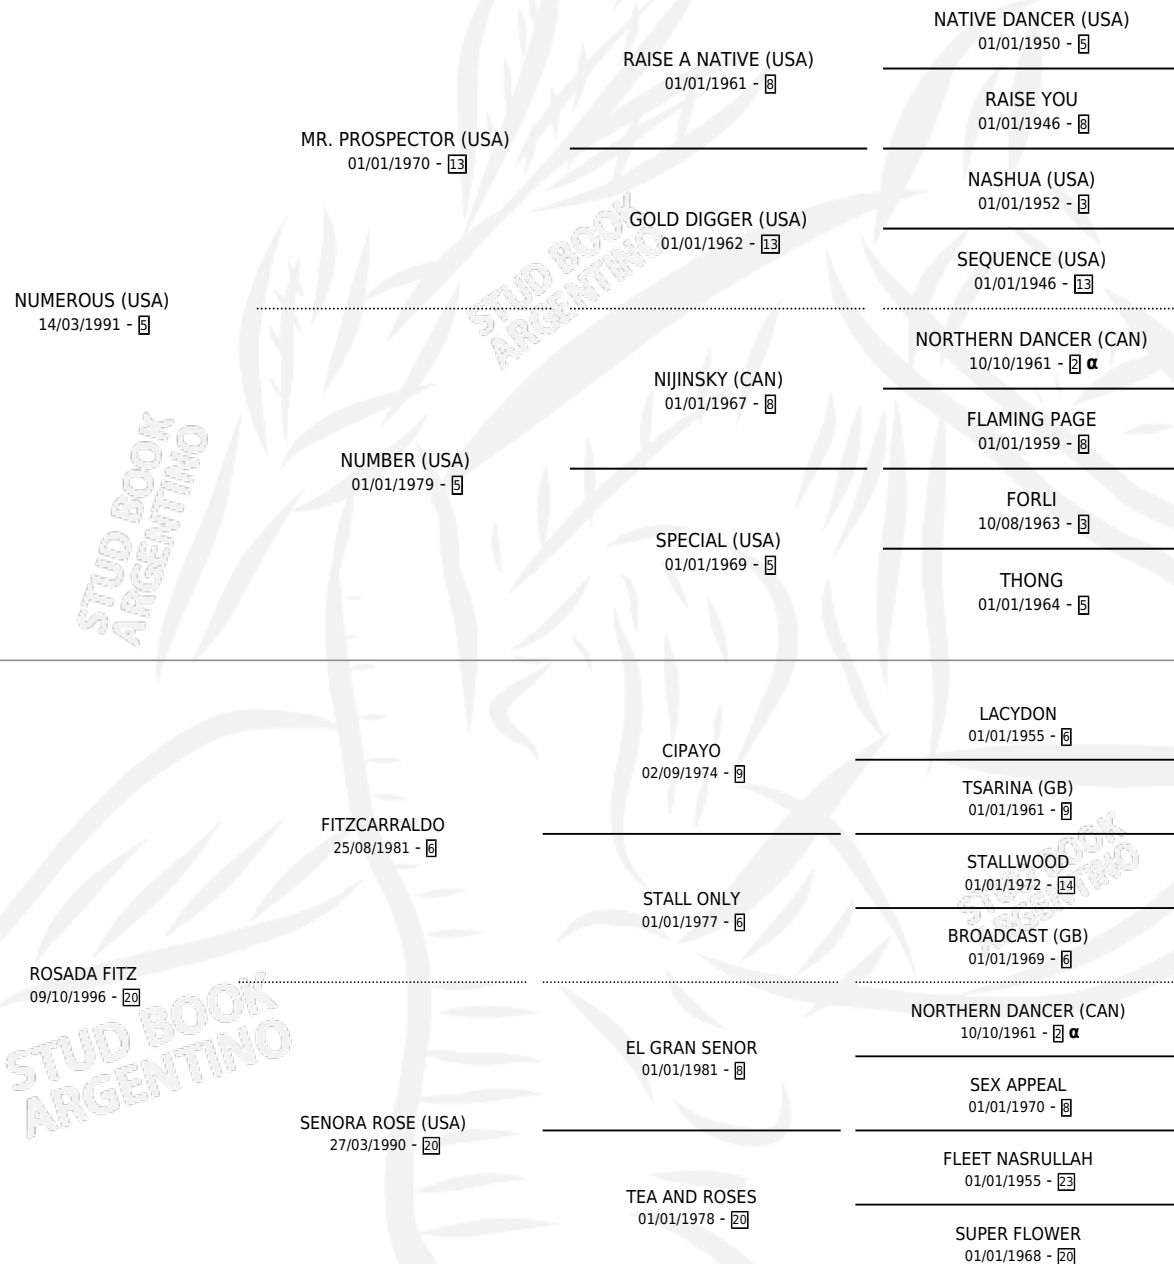 NATIVE DANCER (USA)
01/01/1950 - 5
RAISE A NATIVE (USA)
01/01/1961 - 8
RAISE YOU
01/01/1946 - 8
MR. PROSPECTOR (USA)
01/01/1970 - 13
NASHUA (USA)
01/01/1952 - 3
GOLD DIGGER (USA)
01/01/1962 - 13
SEQUENCE (USA)
01/01/1946 - 13
STUD BOOK
ARGENTINO
NUMEROUS (USA)
14/03/1991 - 5
NORTHERN DANCER (CAN)
10/10/1961 - 2 α
NIJINSKY (CAN)
01/01/1967 - 8
FLAMING PAGE
01/01/1959 - 8
NUMBER (USA)
01/01/1979 - 5
FORLI
10/08/1963 - 3
SPECIAL (USA)
01/01/1969 - 5
THONG
01/01/1964 - 5
STUD BOOK
ARGENTINO
LACYDON
01/01/1955 - 6
CIPAYO
02/09/1974 - 9
TSARINA (GB)
01/01/1961 - 9
FITZCARRALDO
25/08/1981 - 6
STALLWOOD
01/01/1972 - 14
STALL ONLY
01/01/1977 - 6
BROADCAST (GB)
01/01/1969 - 6
STUD BOOK
ARGENTINO
ROSADA FITZ
09/10/1996 - 20
NORTHERN DANCER (CAN)
10/10/1961 - 2 α
EL GRAN SENOR
01/01/1981 - 8
SEX APPEAL
01/01/1970 - 8
STUD BOOK
ARGENTINO
SENORA ROSE (USA)
27/03/1990 - 20
FLEET NASRULLAH
01/01/1955 - 23
TEA AND ROSES
01/01/1978 - 20
SUPER FLOWER
01/01/1968 - 20